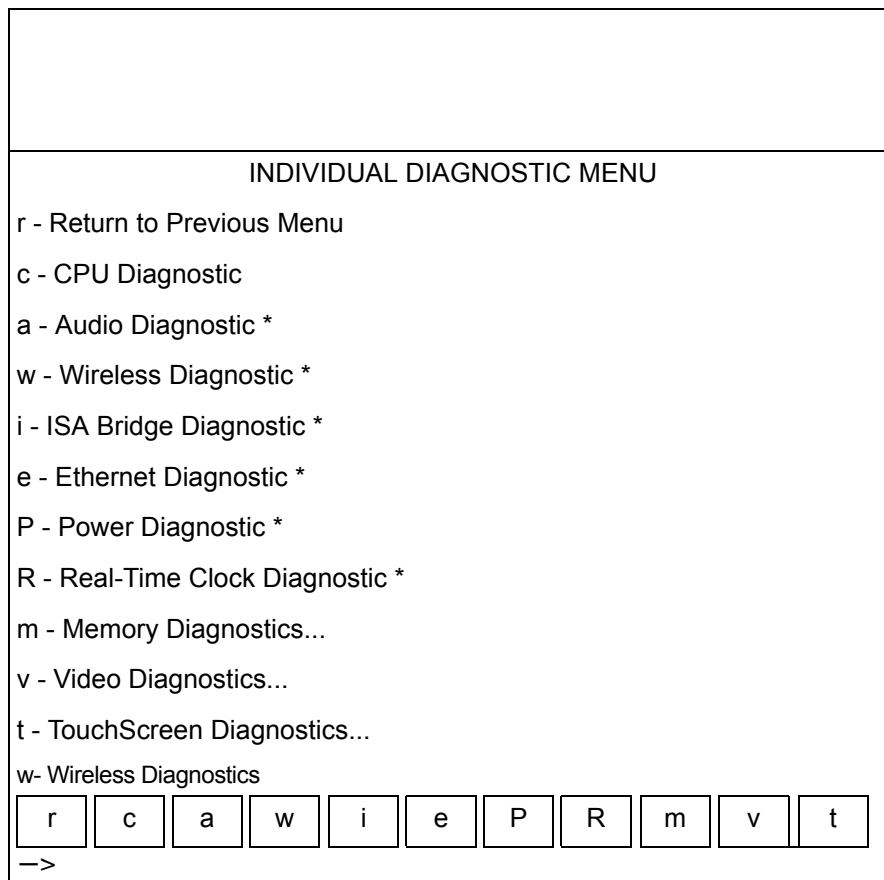 INDIVIDUAL DIAGNOSTIC MENU
r - Return to Previous Menu
c - CPU Diagnostic
a - Audio Diagnostic *
w - Wireless Diagnostic *
i - ISA Bridge Diagnostic *
e - Ethernet Diagnostic *
P - Power Diagnostic *
R - Real-Time Clock Diagnostic *
m - Memory Diagnostics...
v - Video Diagnostics...
t - TouchScreen Diagnostics...
w- Wireless Diagnostics
r c a w i e P R m v t
—>